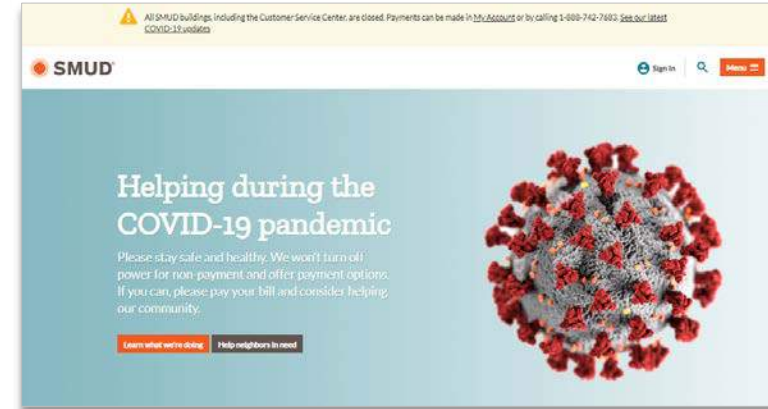 All SMUD buildings, including the Customer Service Center, are closed. Payments can be made in My Account or by calling 1-888-742-7683. See our latest
COVID-19 updates
SMUD
Sign In
Menu
Helping during the
COVID-19 pandemic
Please stay safe and healthy. We won't turn off
power for non-payment and offer payment options.
If you can, please pay your bill and consider helping
our community.
Learn what we're doing
Help neighbors in need